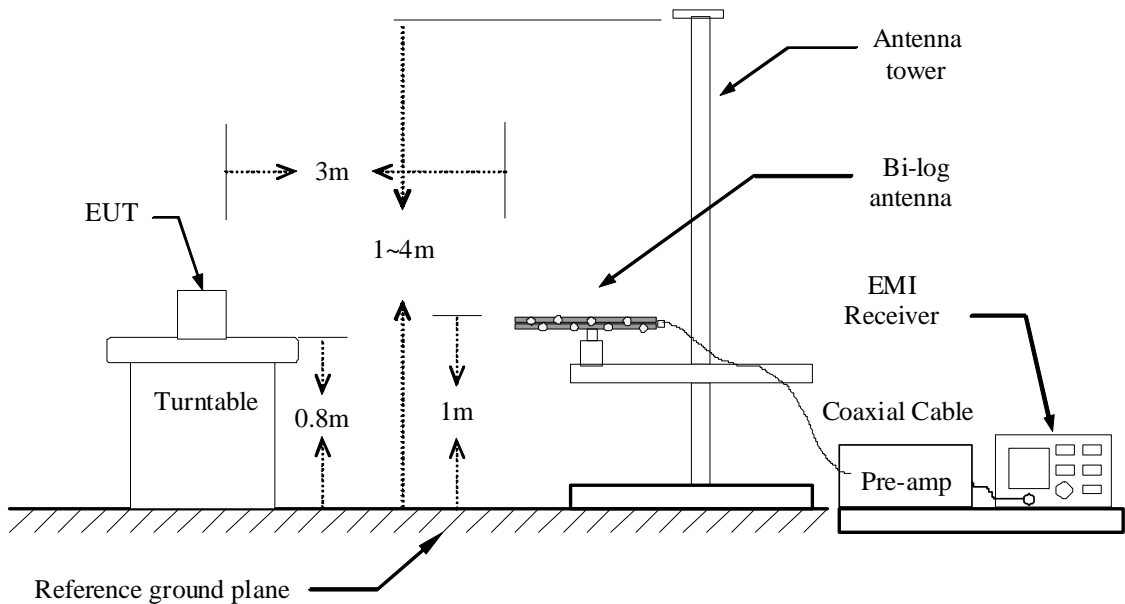 Antenna
tower
3m
Bi-log
antenna
EUT
1~4m
EMI
Receiver
Turntable
0.8m
1m
Coaxial Cable
Pre-amp
Reference ground plane